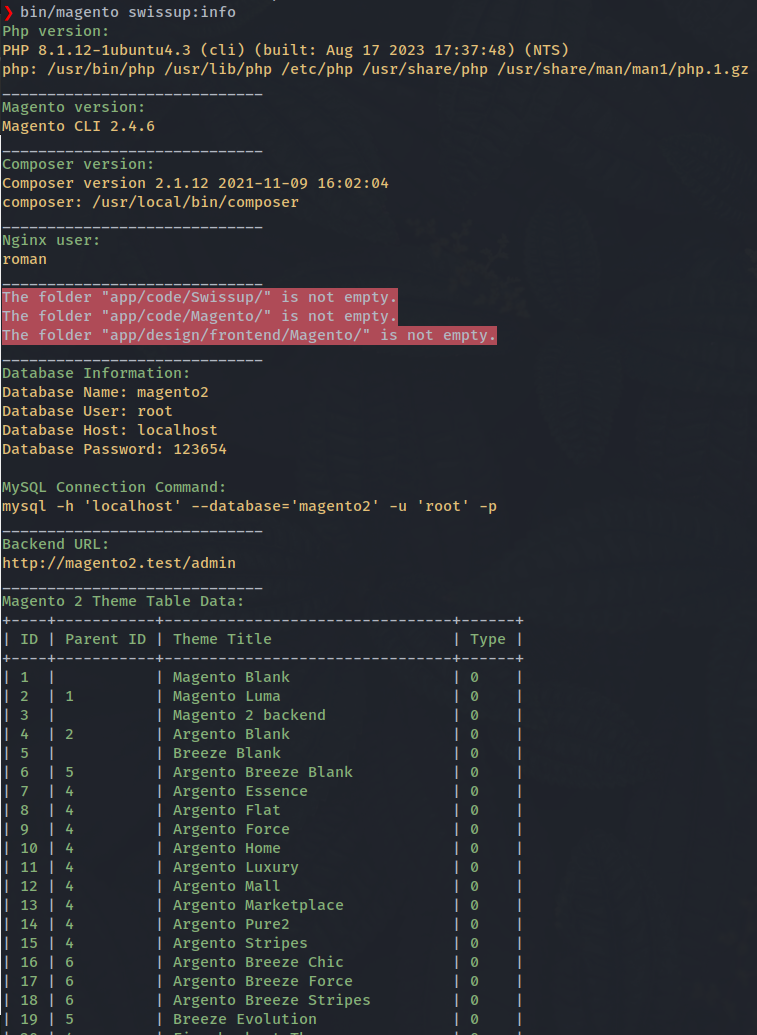 ❯ bin/magento swissup:info
Php version:
PHP 8.1.12-1ubuntu4.3 (cli) (built: Aug 17 2023 17:37:48) (NTS)
php: /usr/bin/php /usr/lib/php /etc/php /usr/share/php /usr/share/man/man1/php.1.gz
_____________________________
Magento version:
Magento CLI 2.4.6
_____________________________
Composer version:
Composer version 2.1.12 2021-11-09 16:02:04
composer: /usr/local/bin/composer
_____________________________
Nginx user:
roman
_____________________________
The folder "app/code/Swissup/" is not empty.
The folder "app/code/Magento/" is not empty.
The folder "app/design/frontend/Magento/" is not empty.
_____________________________
Database Information:
Database Name: magento2
Database User: root
Database Host: localhost
Database Password: 123654
MySQL Connection Command:
mysql -h 'localhost' --database='magento2' -u 'root' -p
_____________________________
Backend URL:
http://magento2.test/admin
_____________________________
Magento 2 Theme Table Data:
+----+-----------+--------------------------------+------+
| ID | Parent ID | Theme Title                    | Type |
+----+-----------+--------------------------------+------+
| 1  |           | Magento Blank                  | 0    |
| 2  | 1         | Magento Luma                   | 0    |
| 3  |           | Magento 2 backend              | 0    |
| 4  | 2         | Argento Blank                  | 0    |
| 5  |           | Breeze Blank                   | 0    |
| 6  | 5         | Argento Breeze Blank           | 0    |
| 7  | 4         | Argento Essence                | 0    |
| 8  | 4         | Argento Flat                   | 0    |
| 9  | 4         | Argento Force                  | 0    |
| 10 | 4         | Argento Home                   | 0    |
| 11 | 4         | Argento Luxury                 | 0    |
| 12 | 4         | Argento Mall                   | 0    |
| 13 | 4         | Argento Marketplace            | 0    |
| 14 | 4         | Argento Pure2                  | 0    |
| 15 | 4         | Argento Stripes                | 0    |
| 16 | 6         | Argento Breeze Chic            | 0    |
| 17 | 6         | Argento Breeze Force           | 0    |
| 18 | 6         | Argento Breeze Stripes         | 0    |
| 19 | 5         | Breeze Evolution               | 0    |